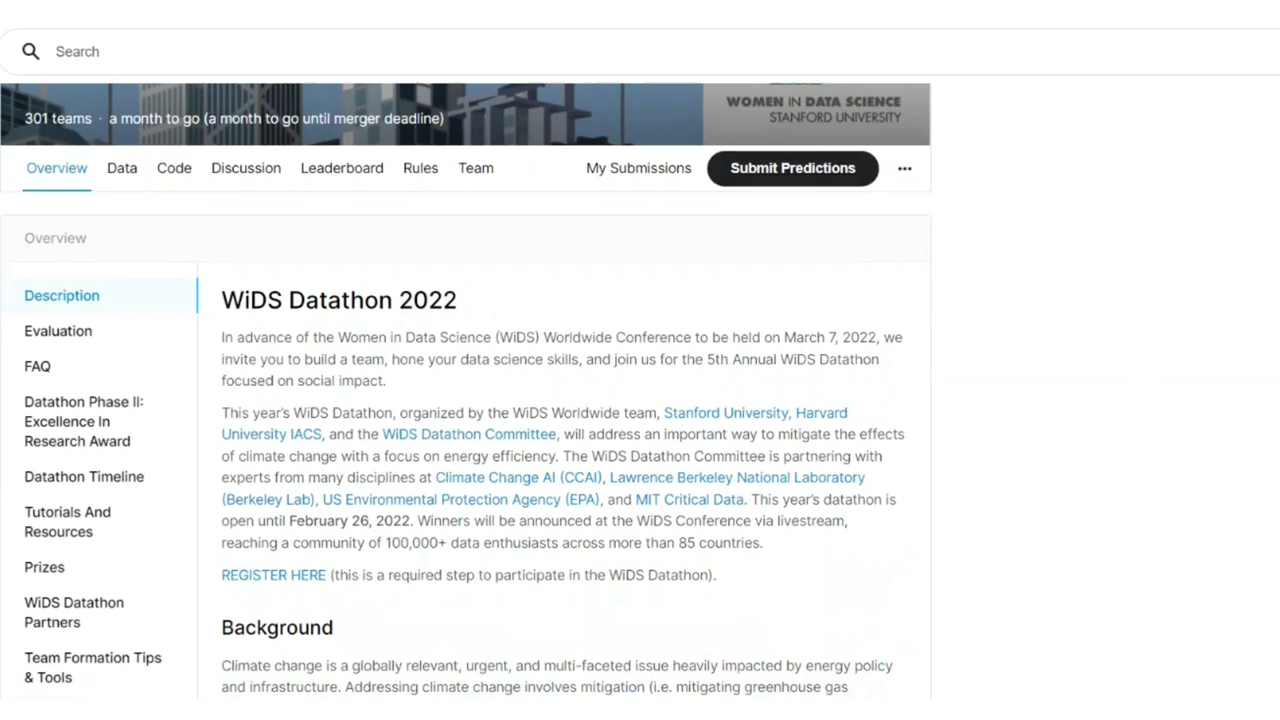 Search
WOMEN IN DATA SCIENCE
STANFORD UNIVERSITY
301 teams · a month to go (a month to go until merger deadline)
Overview Data Code Discussion Leaderboard Rules Team My Submissions Submit Predictions
Overview
Description
Evaluation
FAQ
Datathon Phase II:
Excellence In
Research Award
Datathon Timeline
Tutorials And
Resources
Prizes
WiDS Datathon
Partners
Team Formation Tips
& Tools
WiDS Datathon 2022
In advance of the Women in Data Science (WiDS) Worldwide Conference to be held on March 7, 2022, we
invite you to build a team, hone your data science skills, and join us for the 5th Annual WiDS Datathon
focused on social impact.
This year's WiDS Datathon, organized by the WiDS Worldwide team, Stanford University, Harvard
University IACS, and the WiDS Datathon Committee, will address an important way to mitigate the effects
of climate change with a focus on energy efficiency. The WiDS Datathon Committee is partnering with
experts from many disciplines at Climate Change AI (CCAI), Lawrence Berkeley National Laboratory
(Berkeley Lab), US Environmental Protection Agency (EPA), and MIT Critical Data. This year's datathon is
open until February 26, 2022. Winners will be announced at the WiDS Conference via livestream,
reaching a community of 100,000+ data enthusiasts across more than 85 countries.
REGISTER HERE (this is a required step to participate in the WiDS Datathon).
Background
Climate change is a globally relevant, urgent, and multi-faceted issue heavily impacted by energy policy
and infrastructure. Addressing climate change involves mitigation (i.e. mitigating greenhouse gas